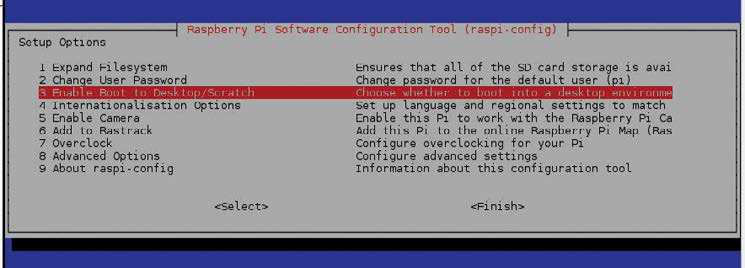 Raspberry Pi Software Configuration Tool (raspi-config)
Setup Options
1 Expand Filesystem Ensures that all of the SD card storage is avai
2 Change User Password Change password for the default user (pi)
3 Enable Boot to Desktop/Scratch Choose whether to boot into a desktop environme
4 Internationalisation Options Set up language and regional settings to match
5 Enable Camera Enable this Pi to work with the Raspberry Pi Ca
6 Add to Rastrack Add this Pi to the online Raspberry Pi Map (Ras
7 Overclock Configure overclocking for your Pi
8 Advanced Options Configure advanced settings
9 About raspi-config Information about this configuration tool
<Select> <Finish>